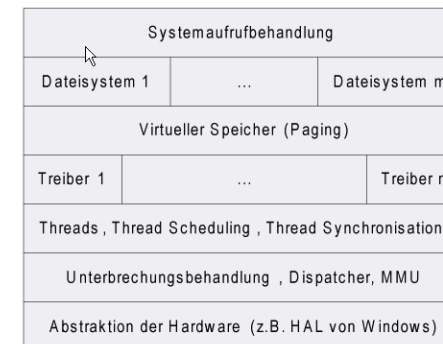 Systemaufrufbehandlung
Dateisystem 1 ... Dateisystem m
Virtueller Speicher (Paging)
Treiber 1 ... Treiber n
Threads , Thread Scheduling , Thread Synchronisation
Unterbrechungsbehandlung , Dispatcher, MMU
Abstraktion der Hardware (z.B. HAL von Windows)